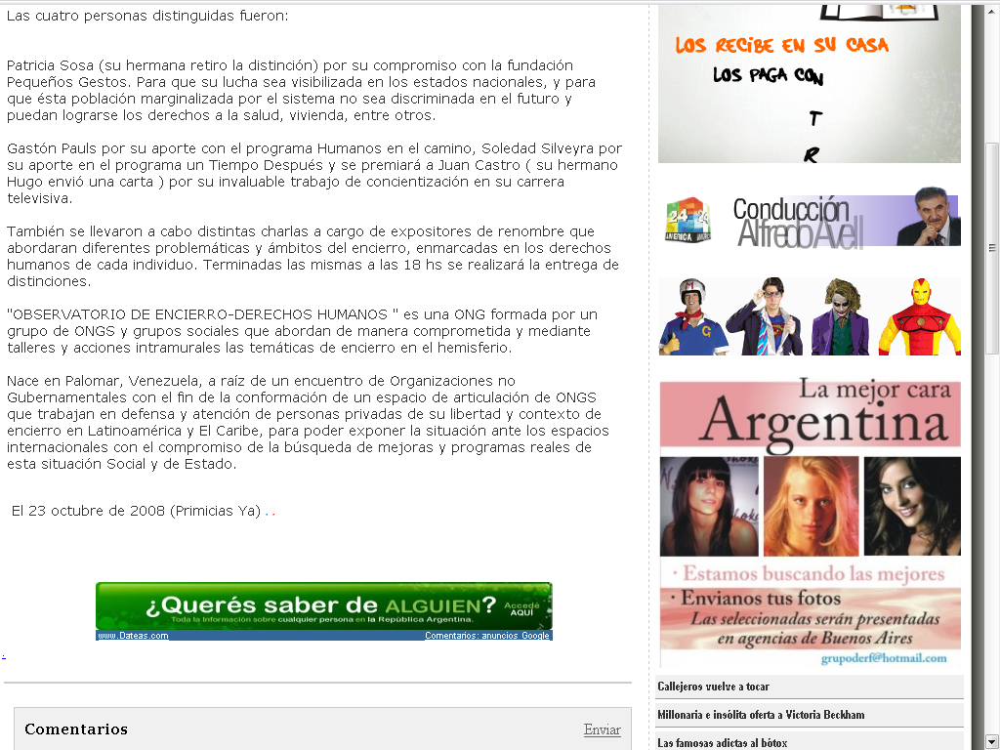 Las cuatro personas distinguidas fueron:
Patricia Sosa (su hermana retiro la distinción) por su compromiso con la fundación
Pequeños Gestos. Para que su lucha sea visibilizada en los estados nacionales, y para
que ésta población marginalizada por el sistema no sea discriminada en el futuro y
puedan lograrse los derechos a la salud, vivienda, entre otros.
Gastón Pauls por su aporte con el programa Humanos en el camino, Soledad Silveyra por
su aporte en el programa un Tiempo Después y se premiará a Juan Castro ( su hermano
Hugo envió una carta ) por su invaluable trabajo de concientización en su carrera
televisiva.
También se llevaron a cabo distintas charlas a cargo de expositores de renombre que
abordaran diferentes problemáticas y ámbitos del encierro, enmarcadas en los derechos
humanos de cada individuo. Terminadas las mismas a las 18 hs se realizará la entrega de
distinciones.
"OBSERVATORIO DE ENCIERRO-DERECHOS HUMANOS " es una ONG formada por un
grupo de ONGS y grupos sociales que abordan de manera comprometida y mediante
talleres y acciones intramurales las temáticas de encierro en el hemisferio.
Nace en Palomar, Venezuela, a raíz de un encuentro de Organizaciones no
Gubernamentales con el fin de la conformación de un espacio de articulación de ONGS
que trabajan en defensa y atención de personas privadas de su libertad y contexto de
encierro en Latinoamérica y El Caribe, para poder exponer la situación ante los espacios
internacionales con el compromiso de la búsqueda de mejoras y programas reales de
esta situación Social y de Estado.
El 23 octubre de 2008 (Primicias Ya) . .
¿Querés saber de ALGUIEN? Accedé AQUÍ
Toda la Información sobre cualquier persona en la República Argentina.
www.Dateas.com Comentarios: anuncios Google
.
Comentarios Enviar
LOS RECIBE EN SU CASA
LOS PAGA CON
T
R
24 24
AMERICA
Conducción
Alfredo Avell
M
G
La mejor cara
Argentina
· Estamos buscando las mejores
· Envianos tus fotos
Las seleccionadas serán presentadas
en agencias de Buenos Aires
grupoderf@hotmail.com
Callejeros vuelve a tocar
Millonaria e insólita oferta a Victoria Beckham
Las famosas adictas al bótox